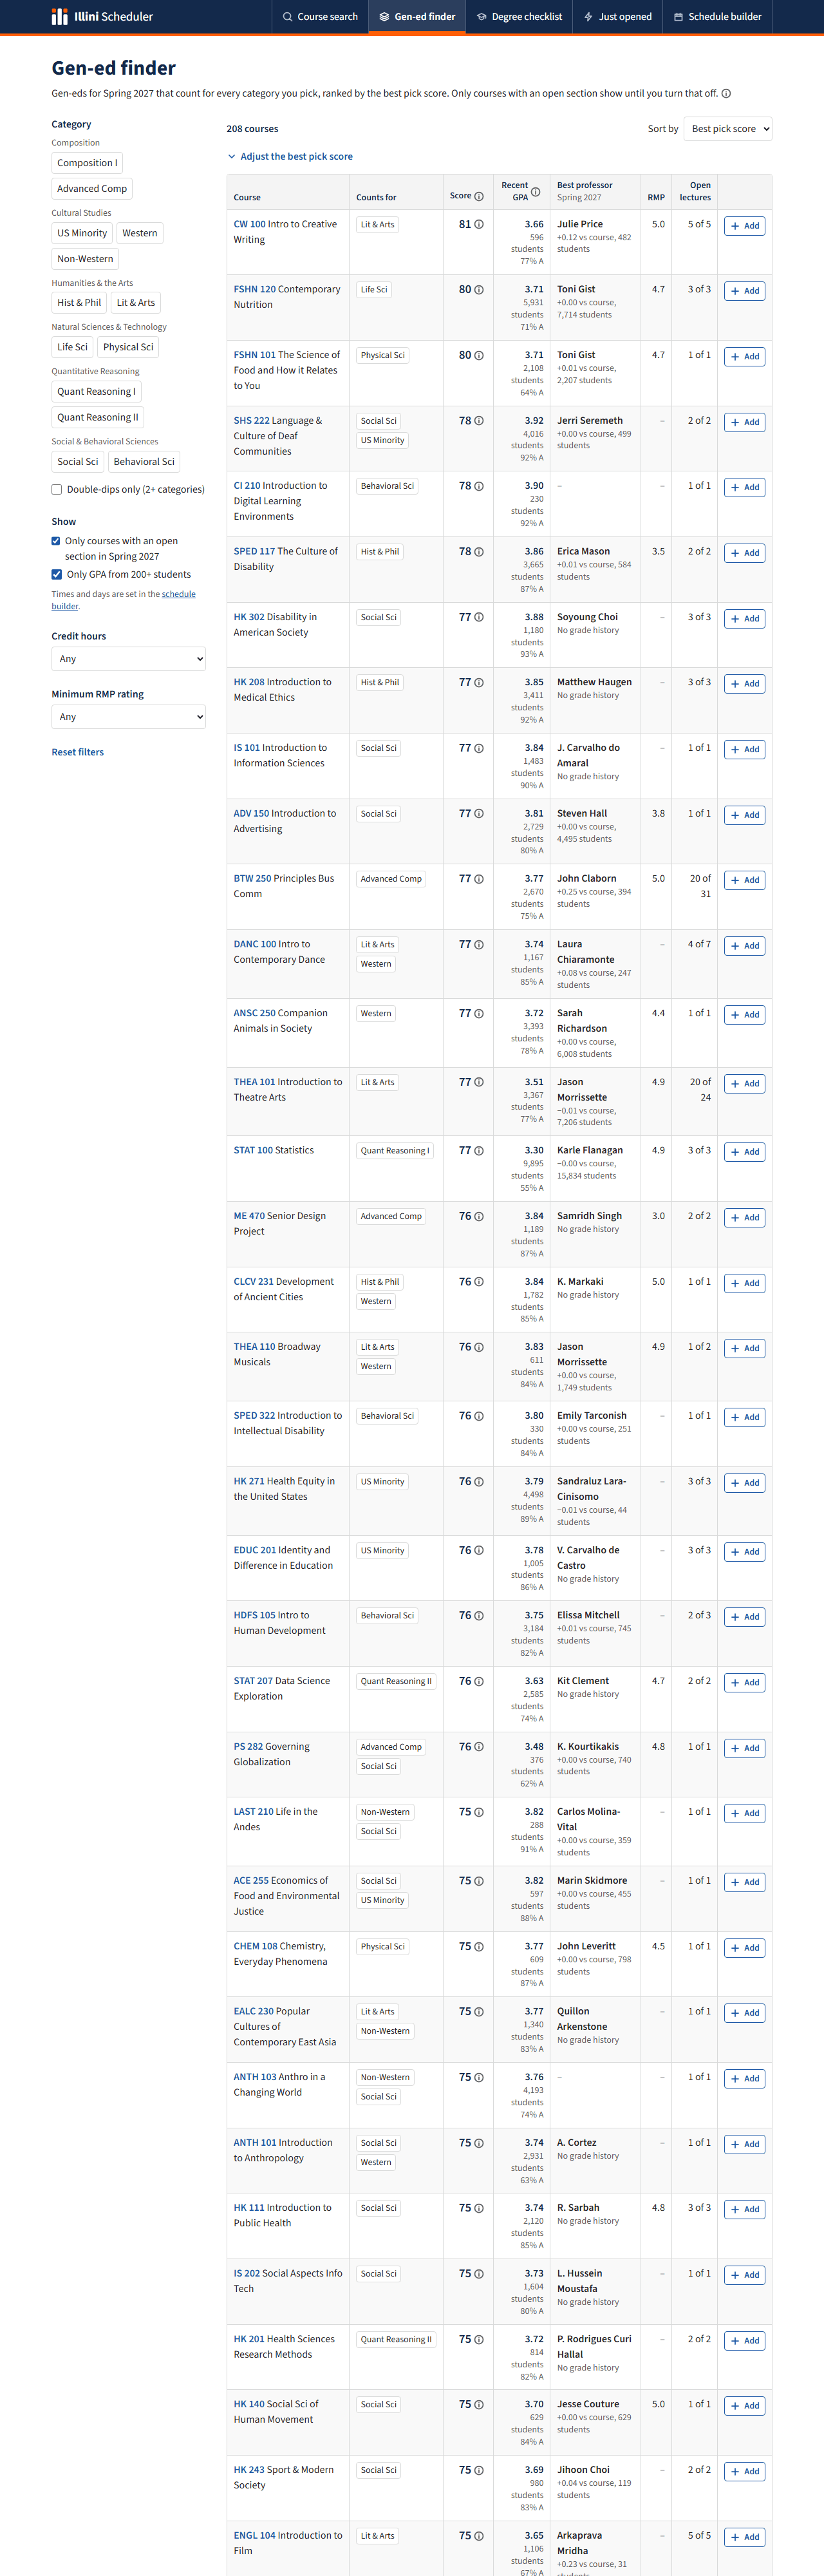 Illini Scheduler
Course search
Gen-ed finder
Degree checklist
Just opened
Schedule builder
Gen-ed finder
Gen-eds for Spring 2027 that count for every category you pick, ranked by the best pick score. Only courses with an open section show until you turn that off.
Category
Composition
Composition I
Advanced Comp
Cultural Studies
US Minority
Western
Non-Western
Humanities & the Arts
Hist & Phil
Lit & Arts
Natural Sciences & Technology
Life Sci
Physical Sci
Quantitative Reasoning
Quant Reasoning I
Quant Reasoning II
Social & Behavioral Sciences
Social Sci
Behavioral Sci
Double-dips only (2+ categories)
Show
Only courses with an open
section in Spring 2027
Only GPA from 200+ students
Times and days are set in the schedule
builder.
Credit hours
Any
Minimum RMP rating
Any
Reset filters
208 courses
Sort by
Best pick score
Adjust the best pick score
Course
Counts for
Score
Recent
GPA
Best professor
Spring 2027
RMP
Open
lectures
CW 100 Intro to Creative
Writing
Lit & Arts
81
3.66
596
students
77% A
Julie Price
+0.12 vs course, 482
students
5.0
5 of 5
Add
FSHN 120 Contemporary
Nutrition
Life Sci
80
3.71
5,931
students
71% A
Toni Gist
+0.00 vs course,
7,714 students
4.7
3 of 3
Add
FSHN 101 The Science of
Food and How it Relates
to You
Physical Sci
80
3.71
2,108
students
64% A
Toni Gist
+0.01 vs course,
2,207 students
4.7
1 of 1
Add
SHS 222 Language &
Culture of Deaf
Communities
Social Sci
US Minority
78
3.92
4,016
students
92% A
Jerri Seremeth
+0.00 vs course, 499
students
–
2 of 2
Add
CI 210 Introduction to
Digital Learning
Environments
Behavioral Sci
78
3.90
230
students
92% A
–
–
1 of 1
Add
SPED 117 The Culture of
Disability
Hist & Phil
78
3.86
3,665
students
87% A
Erica Mason
+0.01 vs course, 584
students
3.5
2 of 2
Add
HK 302 Disability in
American Society
Social Sci
77
3.88
1,180
students
93% A
Soyoung Choi
No grade history
–
3 of 3
Add
HK 208 Introduction to
Medical Ethics
Hist & Phil
77
3.85
3,411
students
92% A
Matthew Haugen
No grade history
–
3 of 3
Add
IS 101 Introduction to
Information Sciences
Social Sci
77
3.84
1,483
students
90% A
J. Carvalho do
Amaral
No grade history
–
1 of 1
Add
ADV 150 Introduction to
Advertising
Social Sci
77
3.81
2,729
students
80% A
Steven Hall
+0.00 vs course,
4,495 students
3.8
1 of 1
Add
BTW 250 Principles Bus
Comm
Advanced Comp
77
3.77
2,670
students
75% A
John Claborn
+0.25 vs course, 394
students
5.0
20 of
31
Add
DANC 100 Intro to
Contemporary Dance
Lit & Arts
Western
77
3.74
1,167
students
85% A
Laura
Chiaramonte
+0.08 vs course, 247
students
–
4 of 7
Add
ANSC 250 Companion
Animals in Society
Western
77
3.72
3,393
students
78% A
Sarah
Richardson
+0.00 vs course,
6,008 students
4.4
1 of 1
Add
THEA 101 Introduction to
Theatre Arts
Lit & Arts
77
3.51
3,367
students
77% A
Jason
Morrissette
−0.01 vs course,
7,206 students
4.9
20 of
24
Add
STAT 100 Statistics
Quant Reasoning I
77
3.30
9,895
students
55% A
Karle Flanagan
−0.00 vs course,
15,834 students
4.9
3 of 3
Add
ME 470 Senior Design
Project
Advanced Comp
76
3.84
1,189
students
87% A
Samridh Singh
No grade history
3.0
2 of 2
Add
CLCV 231 Development
of Ancient Cities
Hist & Phil
Western
76
3.84
1,782
students
85% A
K. Markaki
No grade history
5.0
1 of 1
Add
THEA 110 Broadway
Musicals
Lit & Arts
Western
76
3.83
611
students
84% A
Jason
Morrissette
+0.00 vs course,
1,749 students
4.9
1 of 2
Add
SPED 322 Introduction to
Intellectual Disability
Behavioral Sci
76
3.80
330
students
84% A
Emily Tarconish
+0.00 vs course, 251
students
–
1 of 1
Add
HK 271 Health Equity in
the United States
US Minority
76
3.79
4,498
students
89% A
Sandraluz Lara-
Cinisomo
−0.01 vs course, 44
students
–
3 of 3
Add
EDUC 201 Identity and
Difference in Education
US Minority
76
3.78
1,005
students
86% A
V. Carvalho de
Castro
No grade history
–
3 of 3
Add
HDFS 105 Intro to
Human Development
Behavioral Sci
76
3.75
3,184
students
82% A
Elissa Mitchell
+0.01 vs course, 745
students
–
2 of 3
Add
STAT 207 Data Science
Exploration
Quant Reasoning II
76
3.63
2,585
students
74% A
Kit Clement
No grade history
4.7
2 of 2
Add
PS 282 Governing
Globalization
Advanced Comp
Social Sci
76
3.48
376
students
62% A
K. Kourtikakis
+0.00 vs course, 740
students
4.8
1 of 1
Add
LAST 210 Life in the
Andes
Non-Western
Social Sci
75
3.82
288
students
91% A
Carlos Molina-
Vital
+0.00 vs course, 359
students
–
1 of 1
Add
ACE 255 Economics of
Food and Environmental
Justice
Social Sci
US Minority
75
3.82
597
students
88% A
Marin Skidmore
+0.00 vs course, 455
students
–
1 of 1
Add
CHEM 108 Chemistry,
Everyday Phenomena
Physical Sci
75
3.77
609
students
87% A
John Leveritt
+0.00 vs course, 798
students
4.5
1 of 1
Add
EALC 230 Popular
Cultures of
Contemporary East Asia
Lit & Arts
Non-Western
75
3.77
1,340
students
83% A
Quillon
Arkenstone
No grade history
–
1 of 1
Add
ANTH 103 Anthro in a
Changing World
Non-Western
Social Sci
75
3.76
4,193
students
74% A
–
–
1 of 1
Add
ANTH 101 Introduction
to Anthropology
Social Sci
Western
75
3.74
2,931
students
63% A
A. Cortez
No grade history
–
1 of 1
Add
HK 111 Introduction to
Public Health
Social Sci
75
3.74
2,120
students
85% A
R. Sarbah
No grade history
4.8
3 of 3
Add
IS 202 Social Aspects Info
Tech
Social Sci
75
3.73
1,604
students
80% A
L. Hussein
Moustafa
No grade history
–
1 of 1
Add
HK 201 Health Sciences
Research Methods
Quant Reasoning II
75
3.72
814
students
82% A
P. Rodrigues Curi
Hallal
No grade history
–
2 of 2
Add
HK 140 Social Sci of
Human Movement
Social Sci
75
3.70
629
students
84% A
Jesse Couture
+0.00 vs course, 629
students
5.0
1 of 1
Add
HK 243 Sport & Modern
Society
Social Sci
75
3.69
980
students
83% A
Jihoon Choi
+0.04 vs course, 119
students
–
2 of 2
Add
ENGL 104 Introduction to
Film
Lit & Arts
75
3.65
1,106
students
67% A
Arkaprava
Mridha
+0.23 vs course, 31
–
5 of 5
Add